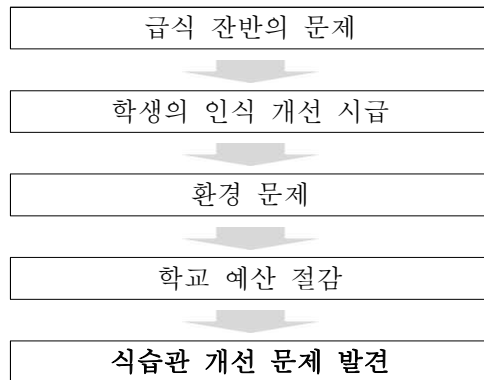 급식 잔반의 문제
학생의 인식 개선 시급
환경 문제
학교 예산 절감
식습관 개선 문제 발견